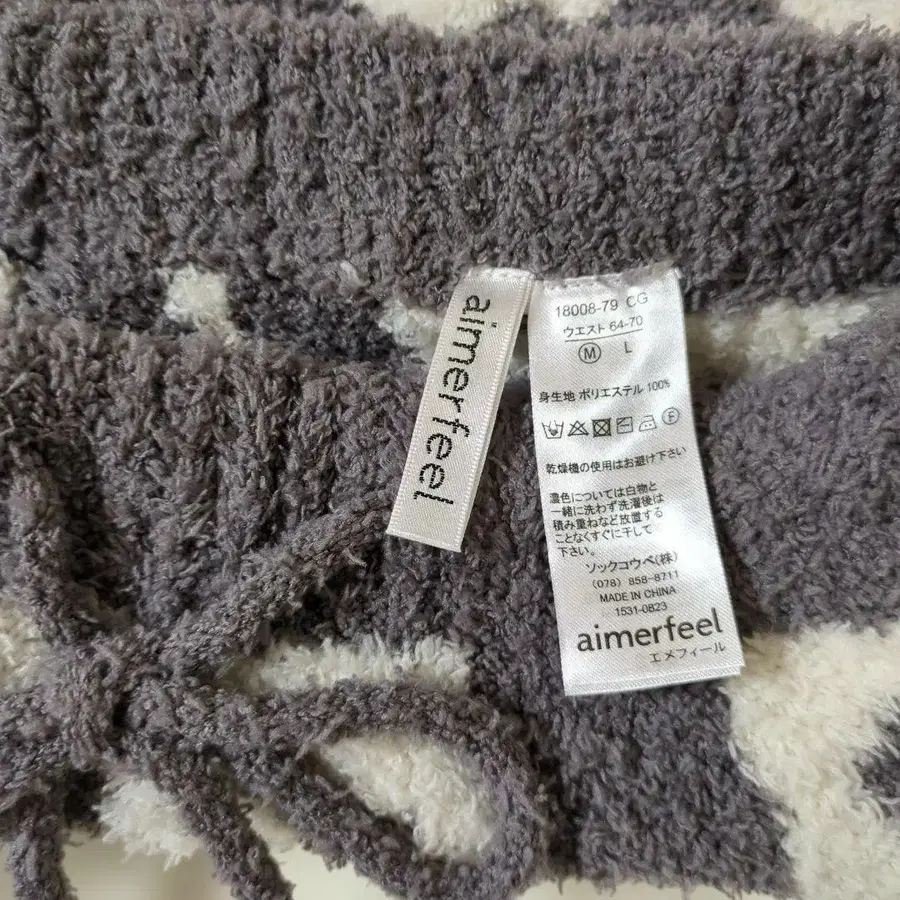 aimerfeel
18008-79 CG
ウエスト 64-70
Ⓜ L
身生地 ポリエステル 100%
Ⓕ
乾燥機の使用はお避け下さい
濃色については白物と
一緒に洗わず洗濯後は
積み重ねなど放置する
ことなくすぐに干して
下さい。
ソックコウベ(株)
(078) 858-8711
MADE IN CHINA
1531-0823
aimerfeel
エメフィール